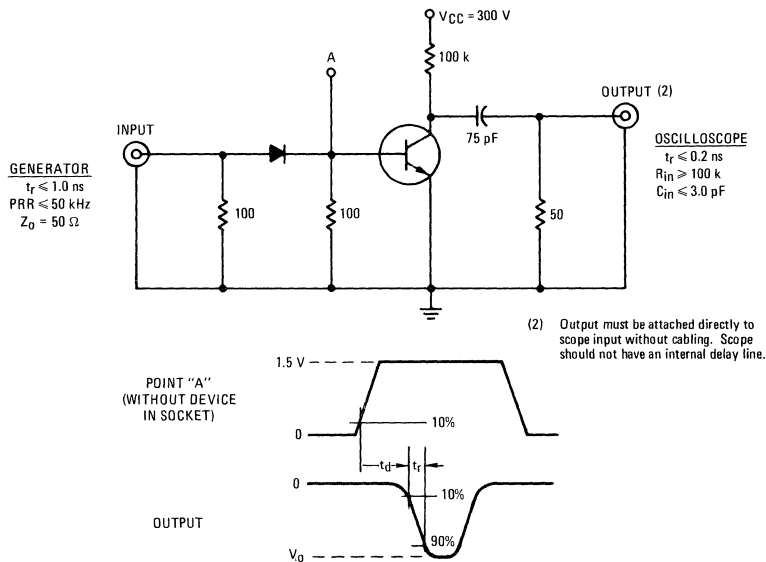 VCC = 300 V
100 k
A
OUTPUT (2)
INPUT
75 pF
OSCILLOSCOPE
tr ⩽ 0.2 ns
Rin ⩾ 100 k
Cin ⩽ 3.0 pF
GENERATOR
tr ⩽ 1.0 ns
PRR ⩽ 50 kHz
Zo = 50 Ω
100
100
50
(2) Output must be attached directly to
scope input without cabling. Scope
should not have an internal delay line.
1.5 V
POINT "A"
(WITHOUT DEVICE
IN SOCKET)
10%
0
td
tr
0
10%
OUTPUT
90%
Vo